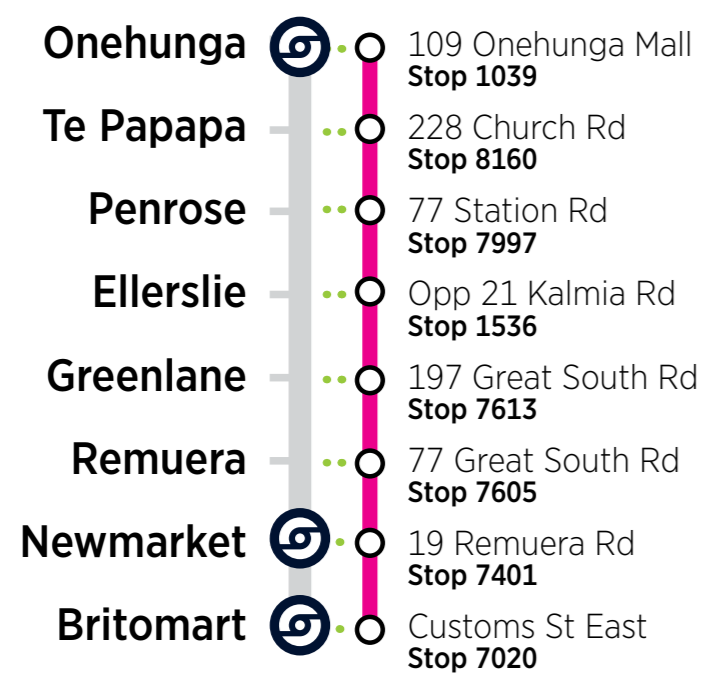 Onehunga
109 Onehunga Mall
Stop 1039
Te Papapa
228 Church Rd
Stop 8160
Penrose
77 Station Rd
Stop 7997
Ellerslie
Opp 21 Kalmia Rd
Stop 1536
Greenlane
197 Great South Rd
Stop 7613
Remuera
77 Great South Rd
Stop 7605
Newmarket
19 Remuera Rd
Stop 7401
Britomart
Customs St East
Stop 7020